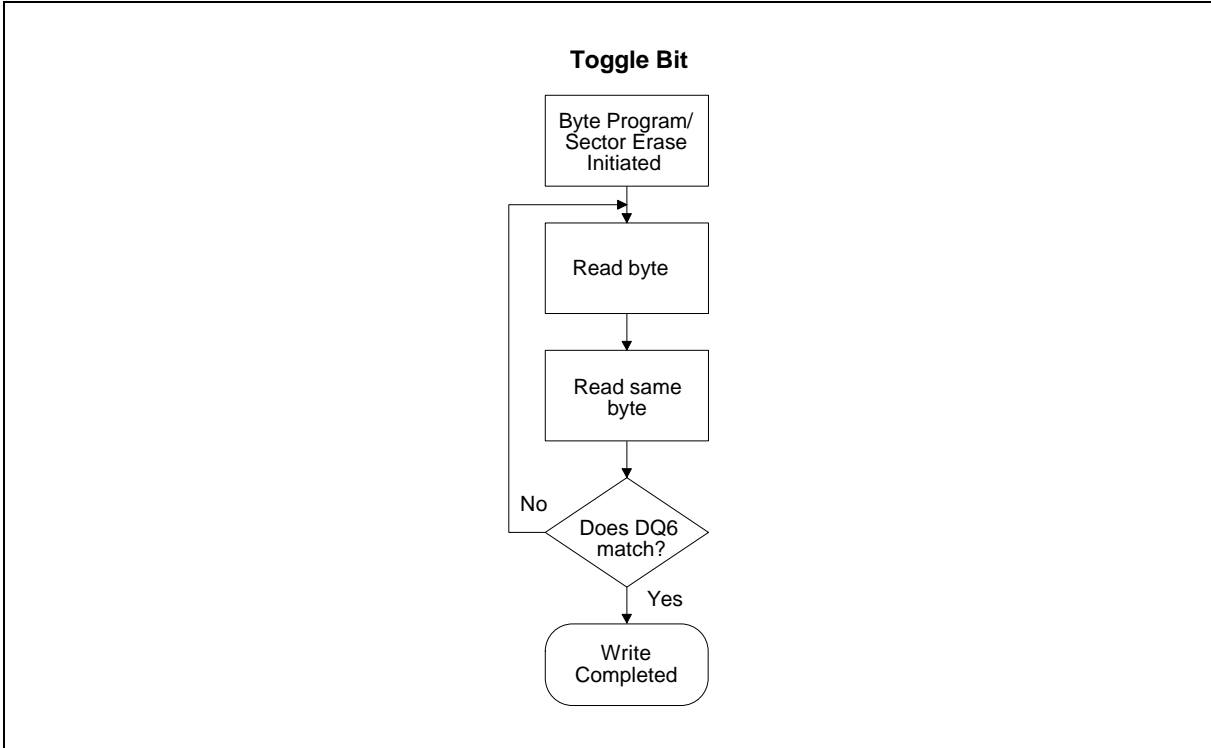 Toggle Bit
Byte Program/
Sector Erase
Initiated
Read byte
Read same
byte
No
Does DQ6
match?
Yes
Write
Completed